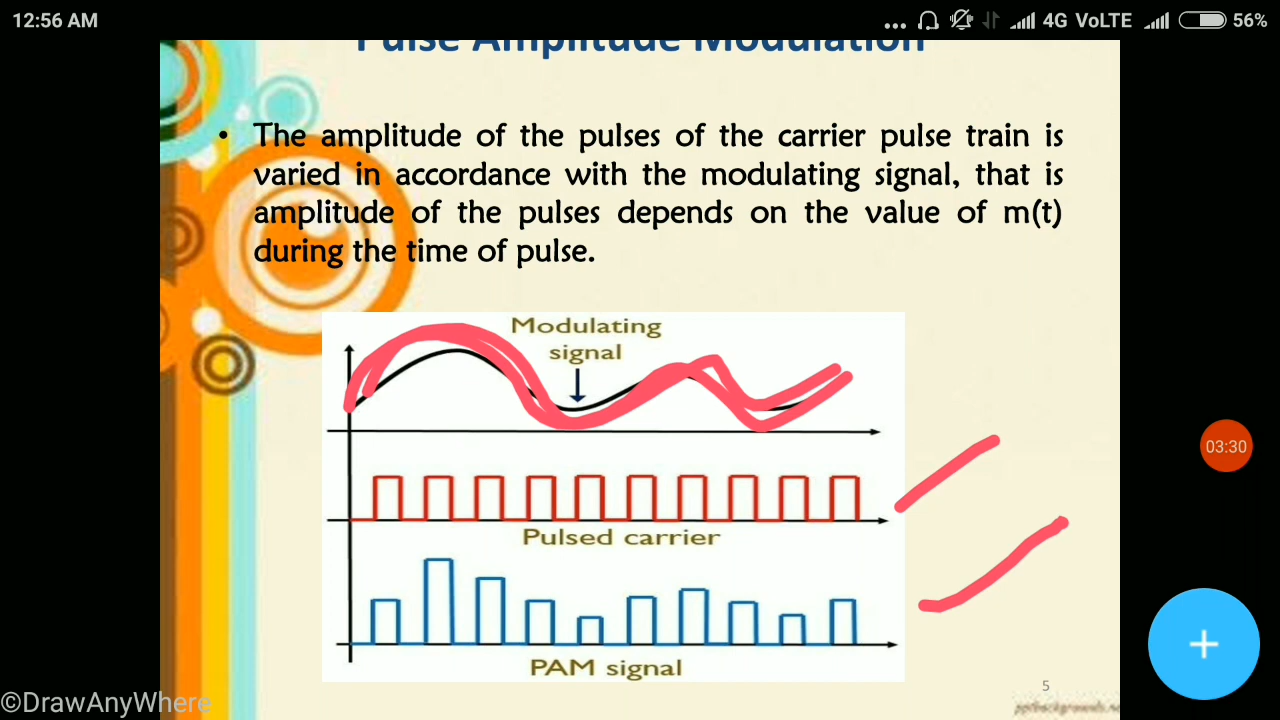 12:56 AM ... 4G VoLTE 56%
Pulse Amplitude Modulation
• The amplitude of the pulses of the carrier pulse train is
varied in accordance with the modulating signal, that is
amplitude of the pulses depends on the value of m(t)
during the time of pulse.
Modulating
signal
03:30
Pulsed carrier
PAM signal
5
©DrawAnyWhere